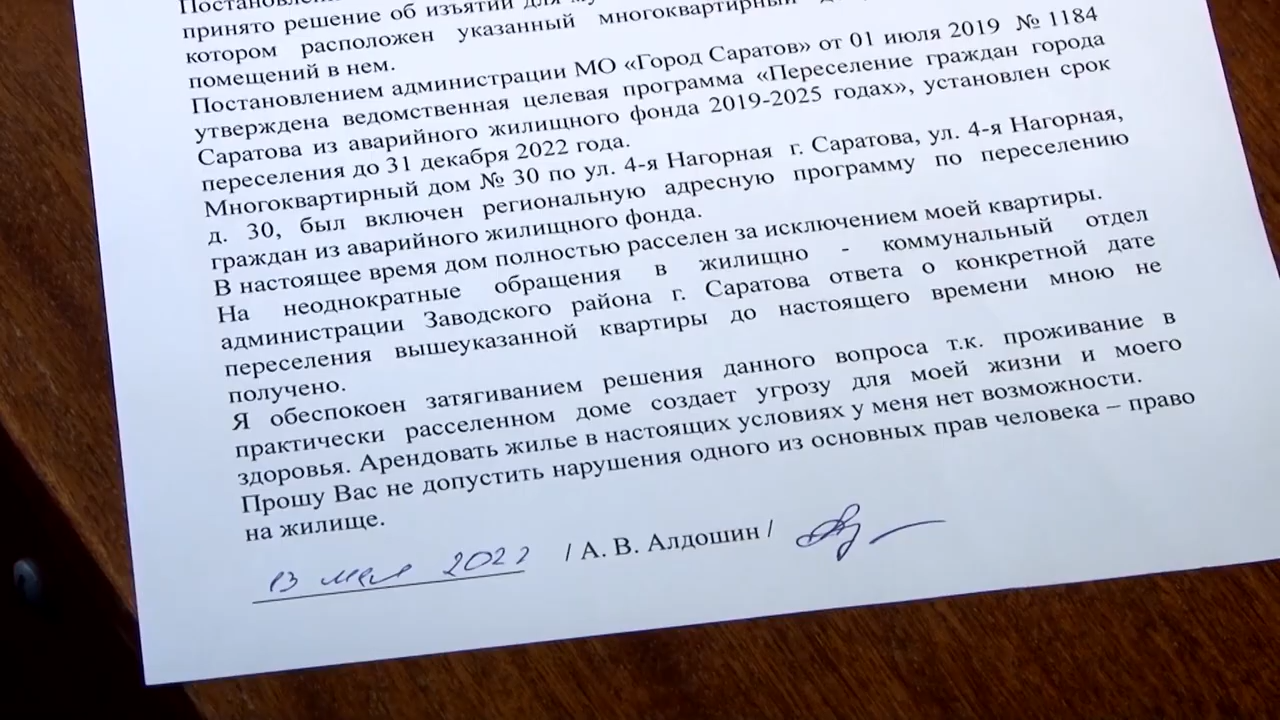 принято решение об изъятии для
котором расположен указанный многоквартирный
помещений в нем.
Постановлением администрации МО «Город Саратов» от 01 июля 2019 № 1184
утверждена ведомственная целевая программа «Переселение граждан города
Саратова из аварийного жилищного фонда 2019-2025 годах», установлен срок
переселения до 31 декабря 2022 года.
Многоквартирный дом № 30 по ул. 4-я Нагорная г. Саратова, ул. 4-я Нагорная,
д. 30, был включен региональную адресную программу по переселению
граждан из аварийного жилищного фонда.
В настоящее время дом полностью расселен за исключением моей квартиры.
На неоднократные обращения в жилищно - коммунальный отдел
администрации Заводского района г. Саратова ответа о конкретной дате
переселения вышеуказанной квартиры до настоящего времени мною не
получено.
Я обеспокоен затягиванием решения данного вопроса т.к. проживание в
практически расселенном доме создает угрозу для моей жизни и моего
здоровья. Арендовать жилье в настоящих условиях у меня нет возможности.
Прошу Вас не допустить нарушения одного из основных прав человека – право
на жилище.
13 мая 2022 / А. В. Алдошин /